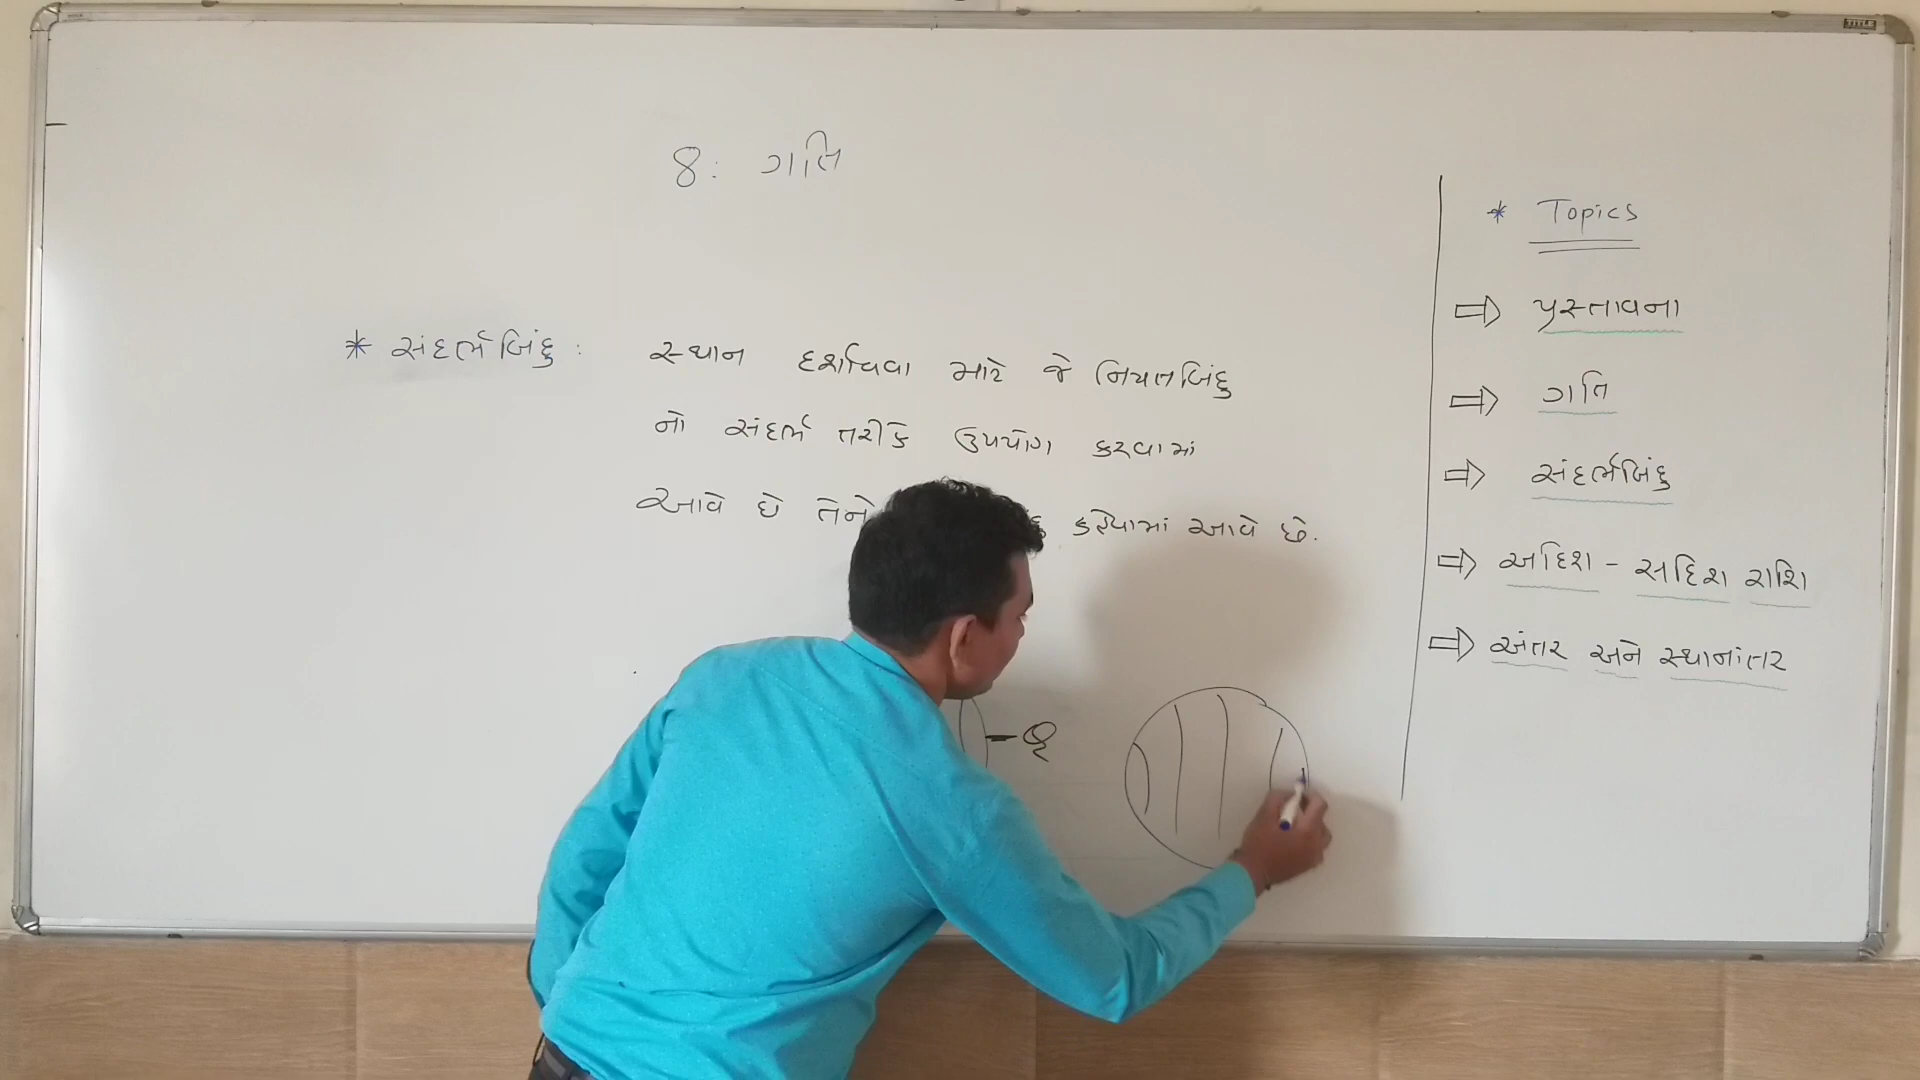 8: ગતિ
* સંદર્ભબિંદુ : સ્થાન દર્શાવવા માટે જે નિયતબિંદુ
નો સંદર્ભ તરીકે ઉપયોગ કરવામાં
આવે છે તેને કહેવામાં આવે છે.
* Topics
⇒ પ્રસ્તાવના
⇒ ગતિ
⇒ સંદર્ભબિંદુ
⇒ અદિશ - સદિશ રાશિ
⇒ અંતર અને સ્થાનાંતર
TITLE